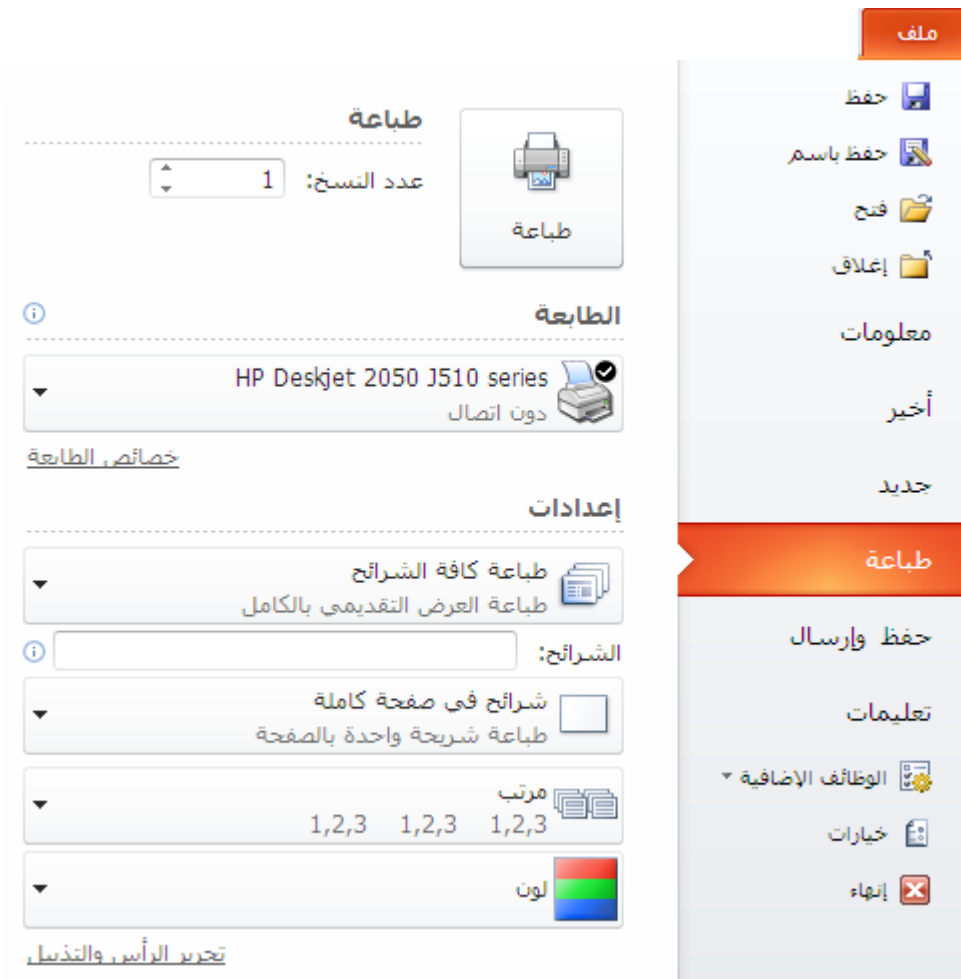 ملف
حفظ
حفظ باسم
فتح
إغلاق
معلومات
أخير
جديد
طباعة
حفظ وإرسال
تعليمات
الوظائف الإضافية
خيارات
إنهاء
طباعة
طباعة
عدد النسخ: 1
الطابعة
HP Deskjet 2050 J510 series
دون اتصال
خصائص الطابعة
إعدادات
طباعة كافة الشرائح
طباعة العرض التقديمي بالكامل
الشرائح:
شرائح في صفحة كاملة
طباعة شريحة واحدة بالصفحة
مرتب
1,2,3 1,2,3 1,2,3
لون
تحرير الرأس والتذييل